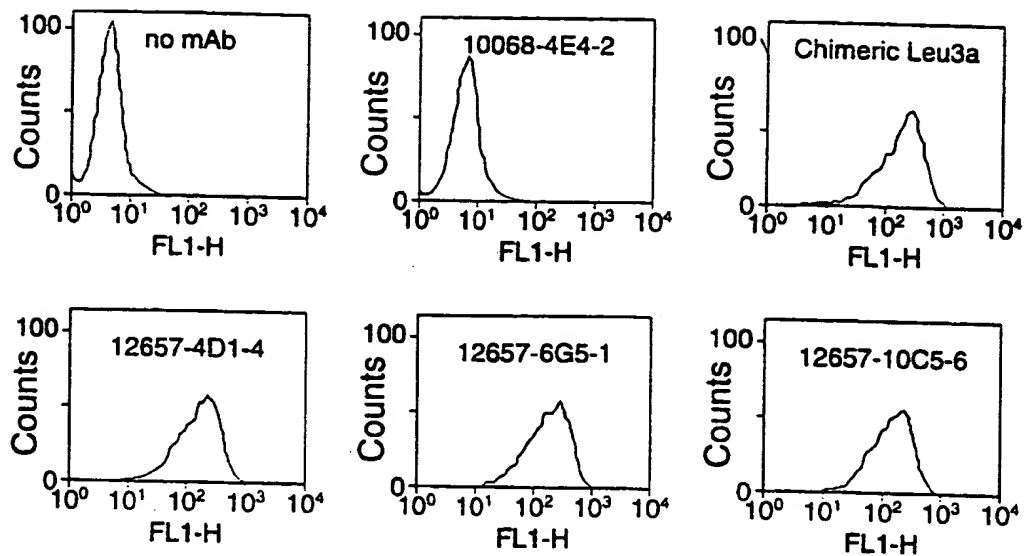 100
no mAb
Counts
0
10⁰ 10¹ 10² 10³ 10⁴
FL1-H
100
10068-4E4-2
Counts
0
10⁰ 10¹ 10² 10³ 10⁴
FL1-H
100
Chimeric Leu3a
Counts
0
10⁰ 10¹ 10² 10³ 10⁴
FL1-H
100
12657-4D1-4
Counts
0
10⁰ 10¹ 10² 10³ 10⁴
FL1-H
100
12657-6G5-1
Counts
0
10⁰ 10¹ 10² 10³ 10⁴
FL1-H
100
12657-10C5-6
Counts
0
10⁰ 10¹ 10² 10³ 10⁴
FL1-H